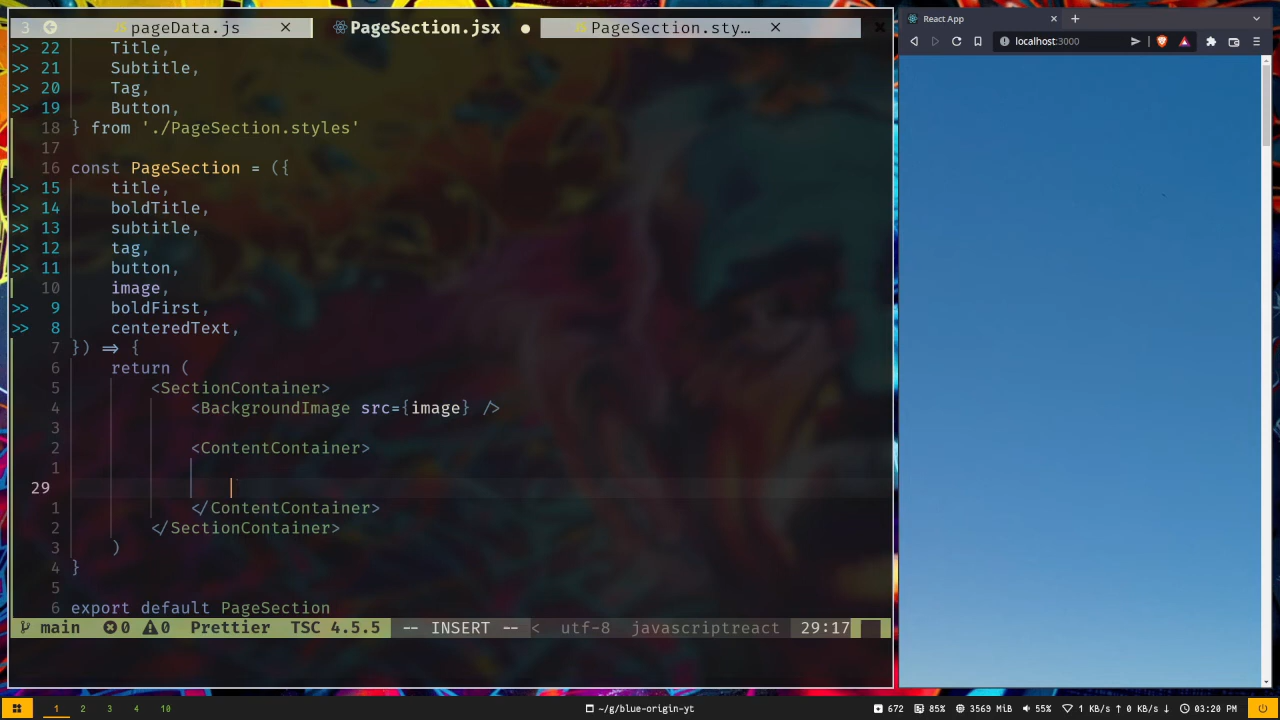 3 JS pageData.js × PageSection.jsx ● JS PageSection.sty… ×
>> 22 Title,
>> 21 Subtitle,
>> 20 Tag,
>> 19 Button,
18 } from './PageSection.styles'
17
16 const PageSection = ({
>> 15 title,
>> 14 boldTitle,
>> 13 subtitle,
>> 12 tag,
>> 11 button,
10 image,
>> 9 boldFirst,
>> 8 centeredText,
7 }) => {
6 return (
5 <SectionContainer>
4 <BackgroundImage src={image} />
3
2 <ContentContainer>
1
29
1 </ContentContainer>
2 </SectionContainer>
3 )
4 }
5
6 export default PageSection
main 0 0 Prettier TSC 4.5.5 -- INSERT -- < utf-8 javascriptreact 29:17
React App × +
localhost:3000
1 2 3 4 10 ~/g/blue-origin-yt 672 85% 3569 MiB 55% 1 KB/s ↑ 0 KB/s ↓ 03:20 PM